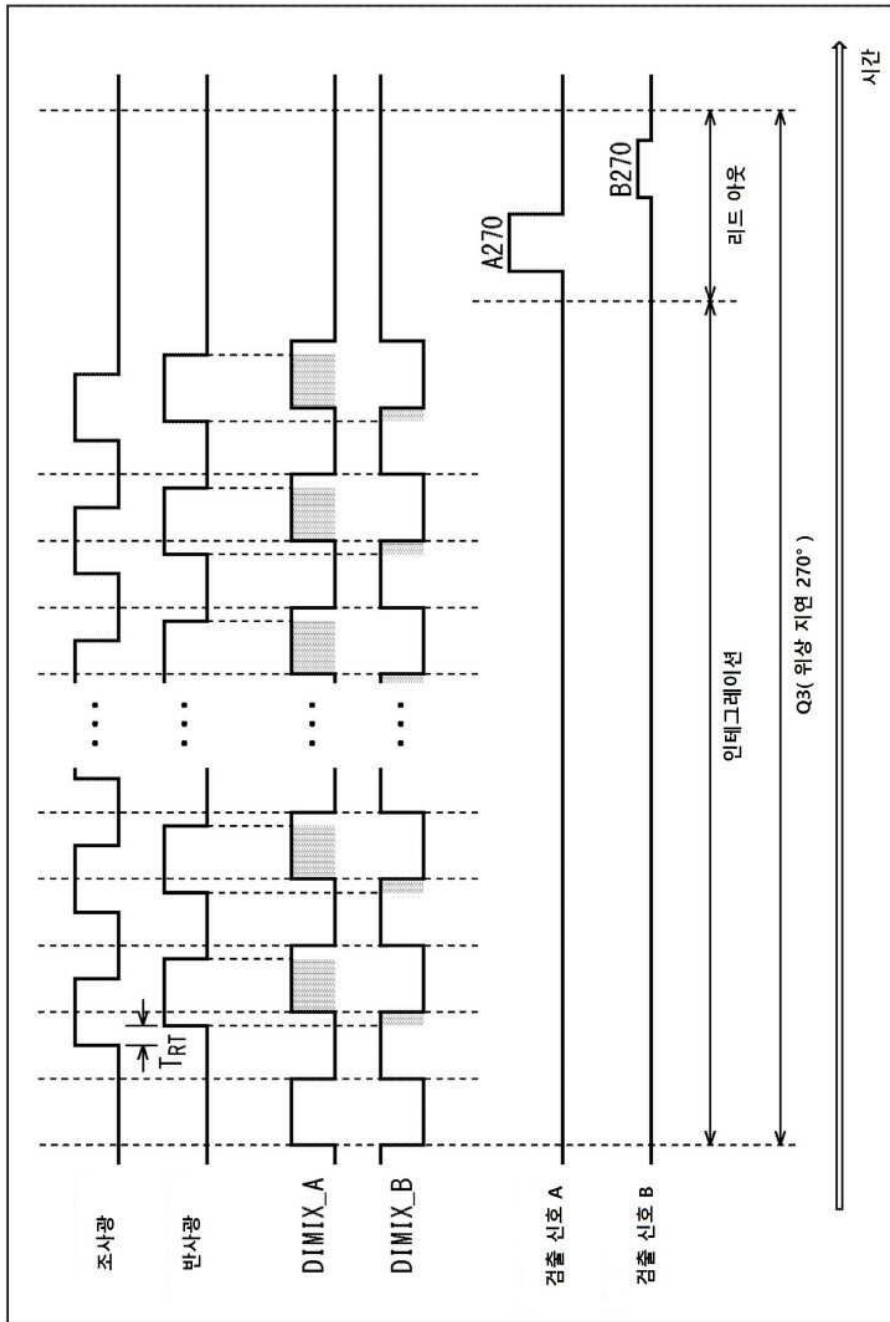 조사광
반사광
TRT
DIMIX_A
DIMIX_B
검출 신호 A
A270
검출 신호 B
B270
인테그레이션
리드 아웃
Q3( 위상 지연 270° )
시간